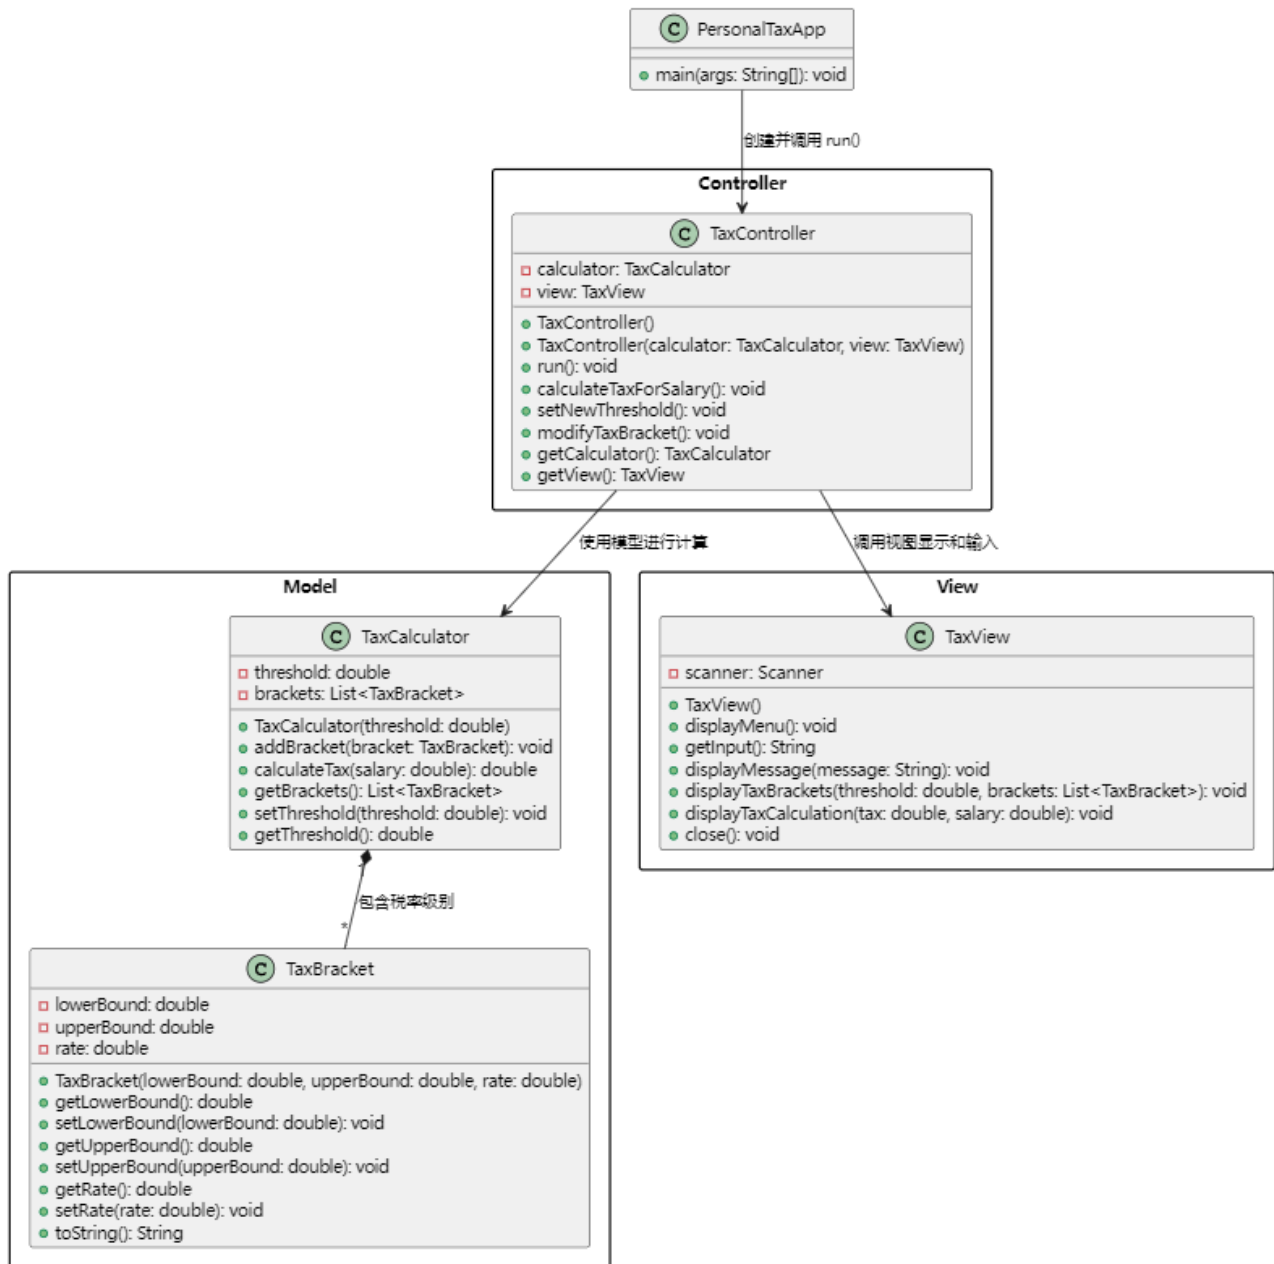 C PersonalTaxApp
main(args: String[]): void
创建并调用 run()
Controller
C TaxController
calculator: TaxCalculator
view: TaxView
TaxController()
TaxController(calculator: TaxCalculator, view: TaxView)
run(): void
calculateTaxForSalary(): void
setNewThreshold(): void
modifyTaxBracket(): void
getCalculator(): TaxCalculator
getView(): TaxView
使用模型进行计算
调用视图显示和输入
Model
C TaxCalculator
threshold: double
brackets: List<TaxBracket>
TaxCalculator(threshold: double)
addBracket(bracket: TaxBracket): void
calculateTax(salary: double): double
getBrackets(): List<TaxBracket>
setThreshold(threshold: double): void
getThreshold(): double
View
C TaxView
scanner: Scanner
TaxView()
displayMenu(): void
getInput(): String
displayMessage(message: String): void
displayTaxBrackets(threshold: double, brackets: List<TaxBracket>): void
displayTaxCalculation(tax: double, salary: double): void
close(): void
包含税率级别
*
C TaxBracket
lowerBound: double
upperBound: double
rate: double
TaxBracket(lowerBound: double, upperBound: double, rate: double)
getLowerBound(): double
setLowerBound(lowerBound: double): void
getUpperBound(): double
setUpperBound(upperBound: double): void
getRate(): double
setRate(rate: double): void
toString(): String